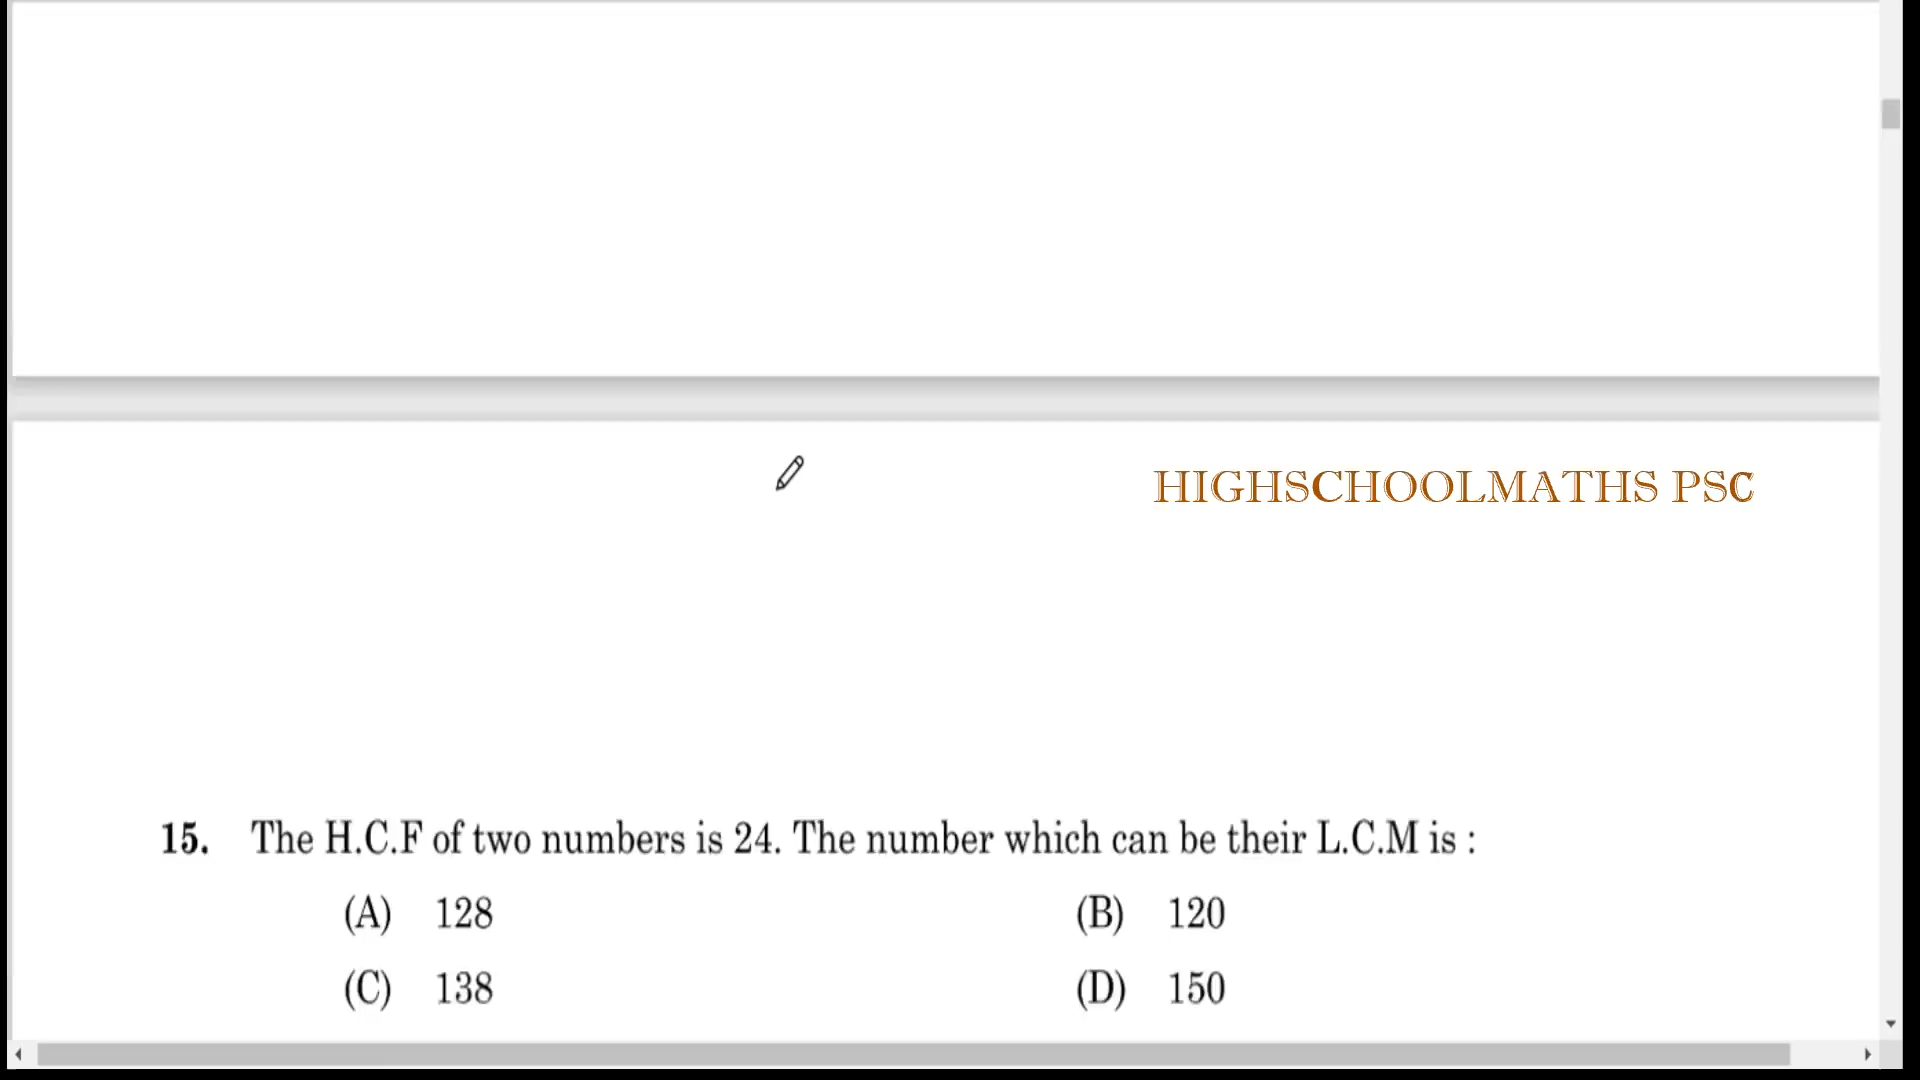 HIGHSCHOOLMATHS PSC
15. The H.C.F of two numbers is 24. The number which can be their L.C.M is :
(A) 128 (B) 120
(C) 138 (D) 150